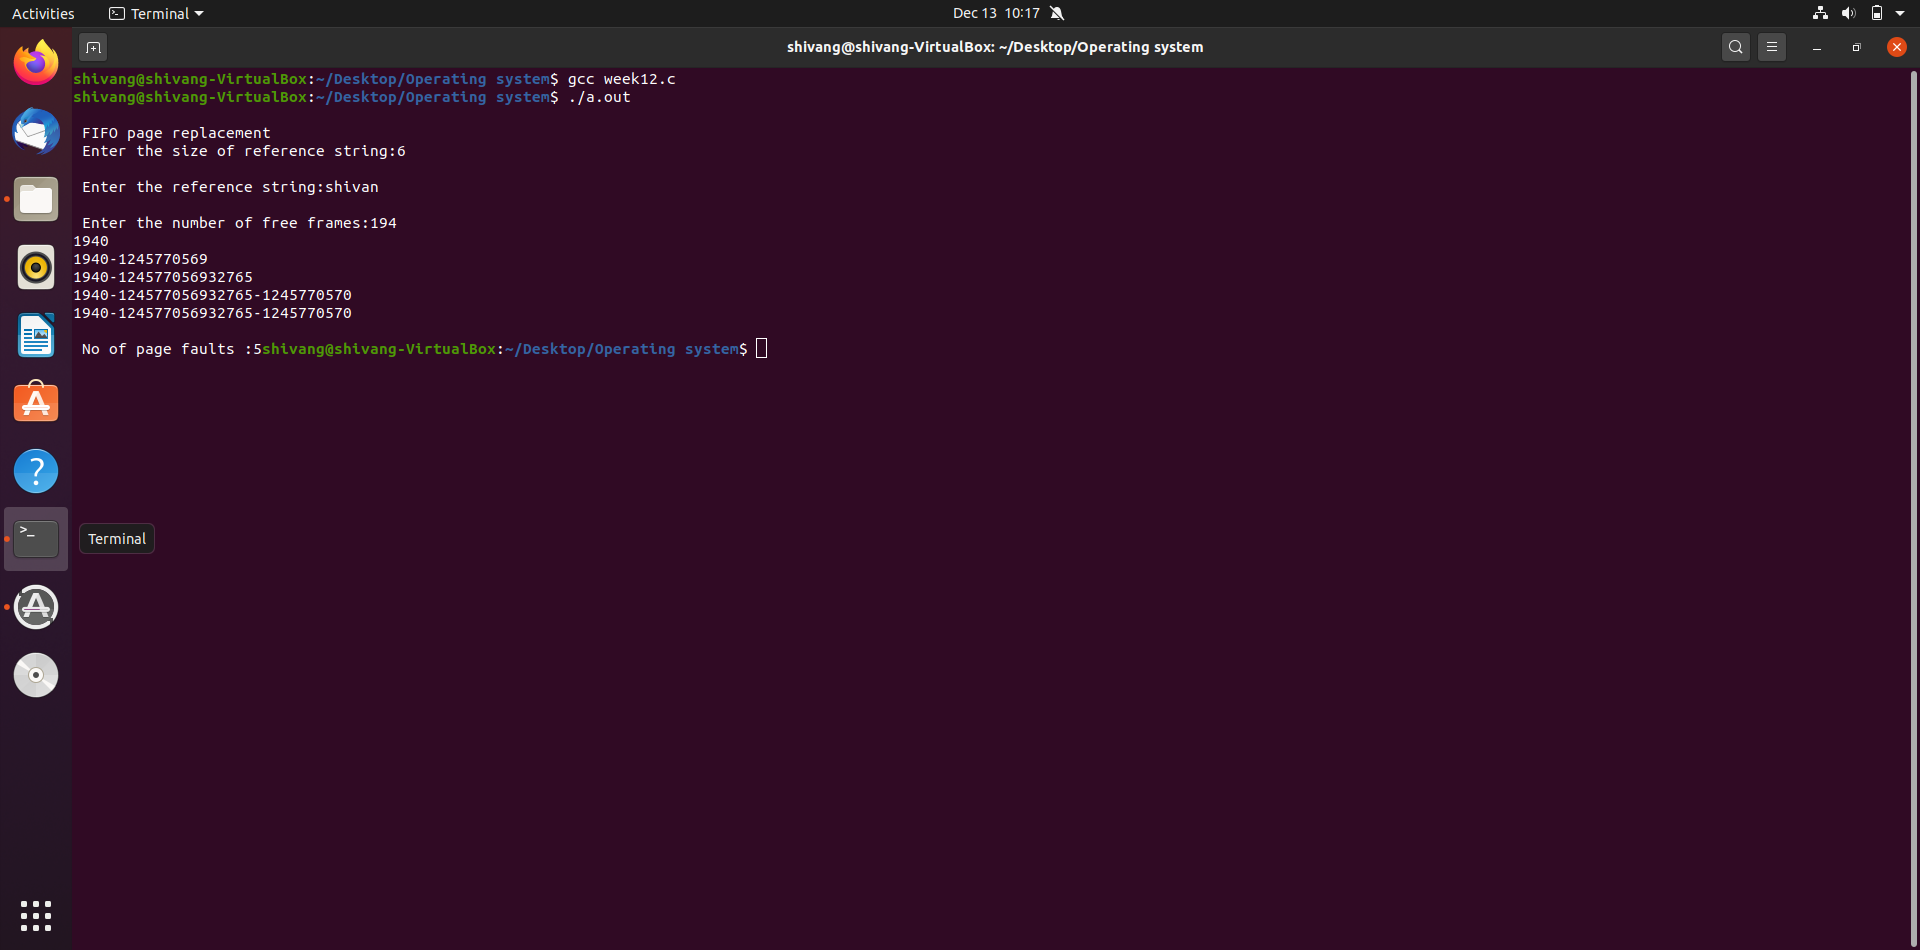 Activities
Terminal
Dec 13 10:17
shivang@shivang-VirtualBox: ~/Desktop/Operating system
shivang@shivang-VirtualBox:~/Desktop/Operating system$ gcc week12.c
shivang@shivang-VirtualBox:~/Desktop/Operating system$ ./a.out
FIFO page replacement
Enter the size of reference string:6
Enter the reference string:shivan
Enter the number of free frames:194
1940
1940-1245770569
1940-124577056932765
1940-124577056932765-1245770570
1940-124577056932765-1245770570
No of page faults :5shivang@shivang-VirtualBox:~/Desktop/Operating system$
Terminal